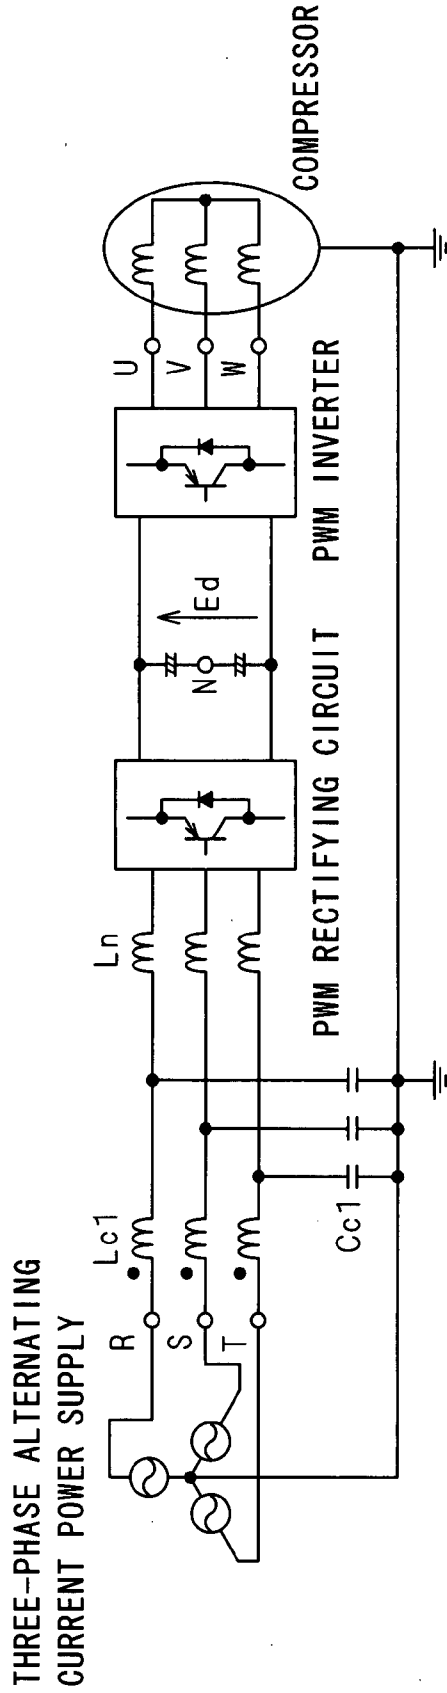 THREE-PHASE ALTERNATING
CURRENT POWER SUPPLY
R
S
T
Lc1
Cc1
Ln
PWM RECTIFYING CIRCUIT
N
Ed
PWM INVERTER
U
V
W
COMPRESSOR